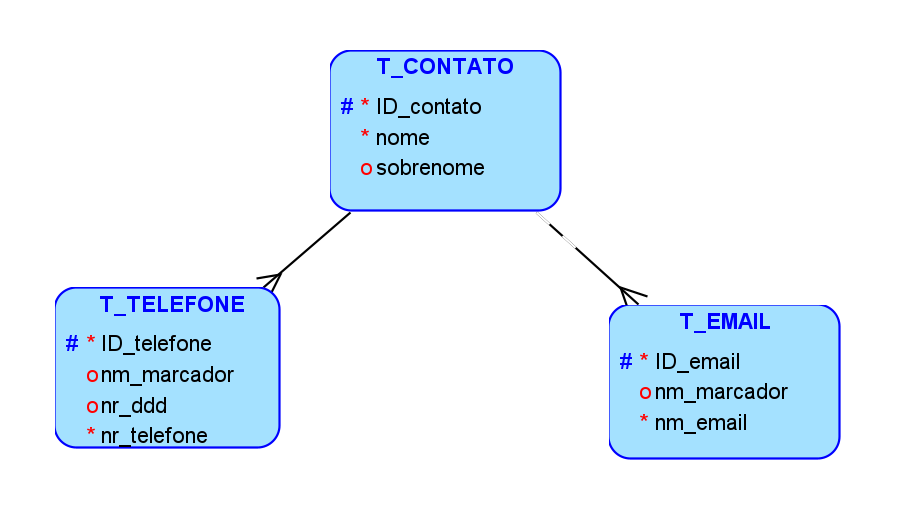 T_CONTATO
# * ID_contato
* nome
o sobrenome
T_TELEFONE
# * ID_telefone
o nm_marcador
o nr_ddd
* nr_telefone
T_EMAIL
# * ID_email
o nm_marcador
* nm_email